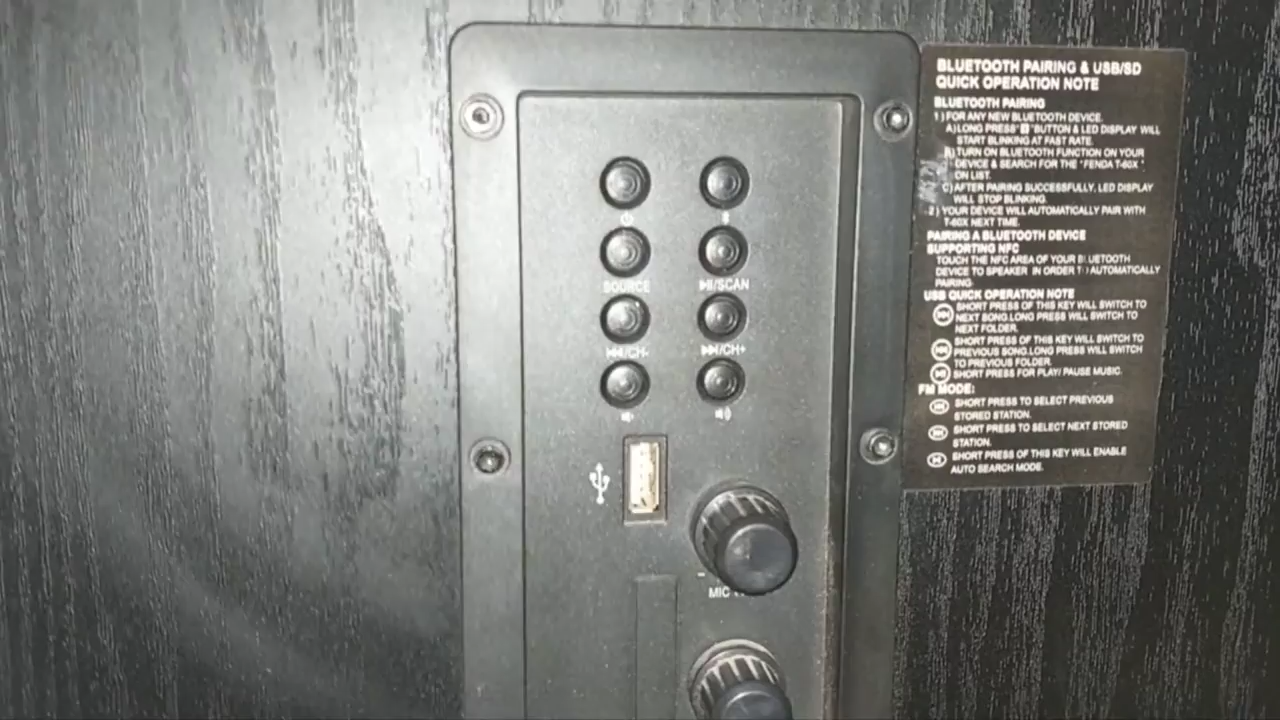 SOURCE
/SCAN
/CH-
/CH+
MIC
BLUETOOTH PAIRING & USB/SD
QUICK OPERATION NOTE
BLUETOOTH PAIRING
1) FOR ANY NEW BLUETOOTH DEVICE.
A) LONG PRESS" "BUTTON & LED DISPLAY WILL
START BLINKING AT FAST RATE.
B) TURN ON BLUETOOTH FUNCTION ON YOUR
DEVICE & SEARCH FOR THE "FENDA T-60X"
ON LIST.
C) AFTER PAIRING SUCCESSFULLY, LED DISPLAY
WILL STOP BLINKING.
2) YOUR DEVICE WILL AUTOMATICALLY PAIR WITH
T-60X NEXT TIME.
PAIRING A BLUETOOTH DEVICE
SUPPORTING NFC
TOUCH THE NFC AREA OF YOUR BLUETOOTH
DEVICE TO SPEAKER IN ORDER TO AUTOMATICALLY
PAIRING
USB QUICK OPERATION NOTE
SHORT PRESS OF THIS KEY WILL SWITCH TO
NEXT SONG.LONG PRESS WILL SWITCH TO
NEXT FOLDER.
SHORT PRESS OF THIS KEY WILL SWITCH TO
PREVIOUS SONG.LONG PRESS WILL SWITCH
TO PREVIOUS FOLDER
SHORT PRESS FOR PLAY/ PAUSE MUSIC.
FM MODE:
SHORT PRESS TO SELECT PREVIOUS
STORED STATION.
SHORT PRESS TO SELECT NEXT STORED
STATION.
SHORT PRESS OF THIS KEY WILL ENABLE
AUTO SEARCH MODE.